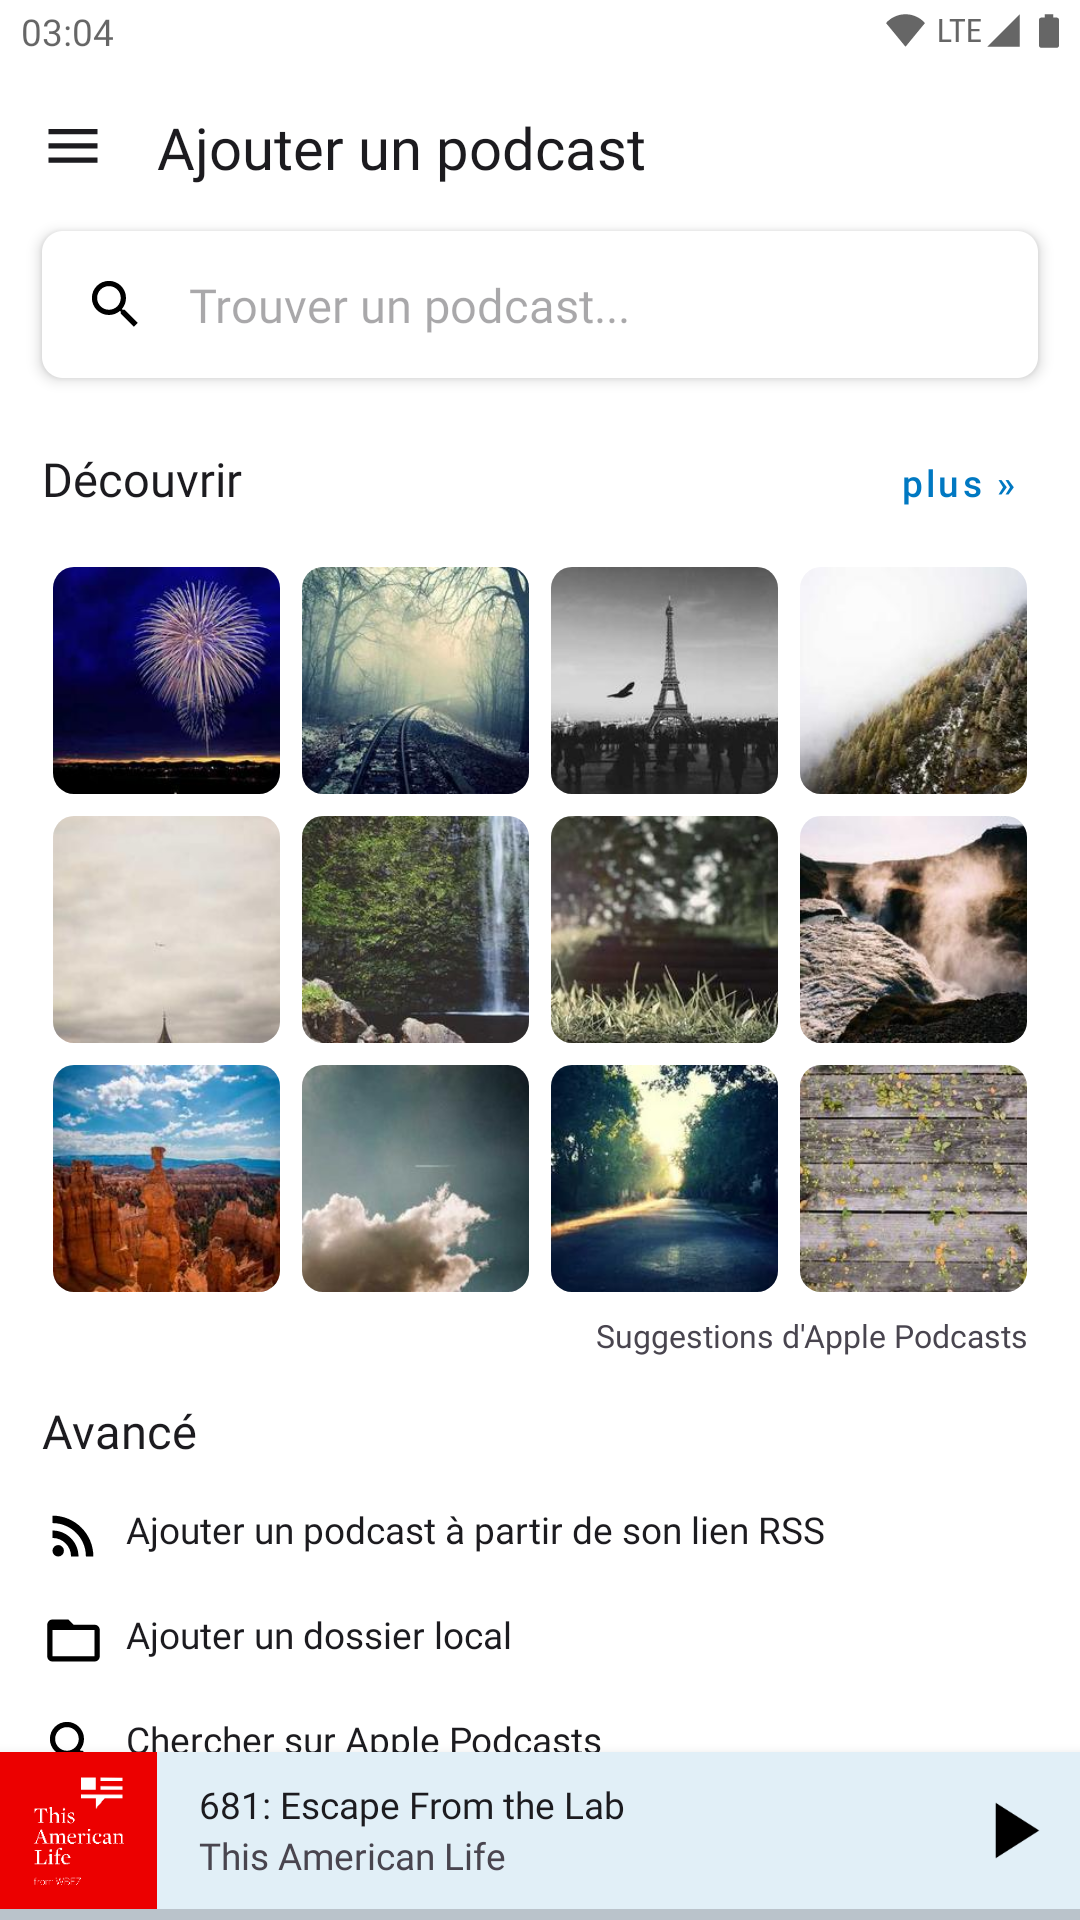 03:04
LTE
Ajouter un podcast
Trouver un podcast...
Découvrir
plus »
Suggestions d'Apple Podcasts
Avancé
Ajouter un podcast à partir de son lien RSS
Ajouter un dossier local
Chercher sur Apple Podcasts
This
American
Life
from WBEZ
681: Escape From the Lab
This American Life